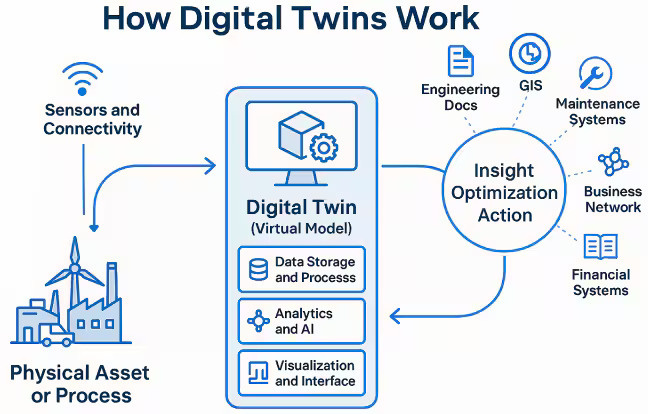 How Digital Twins Work
Sensors and
Connectivity
Physical Asset
or Process
Digital Twin
(Virtual Model)
Data Storage
and Processs
Analytics
and AI
Visualization
and Interface
Insight
Optimization
Action
Engineering
Docs
GIS
Maintenance
Systems
Business
Network
Financial
Systems